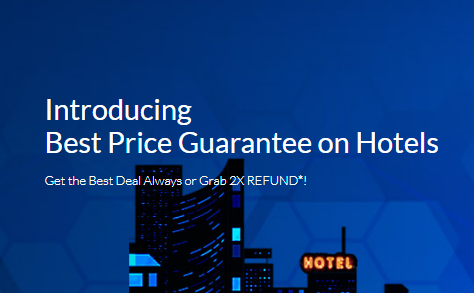 Introducing
Best Price Guarantee on Hotels
Get the Best Deal Always or Grab 2X REFUND*!
HOTEL